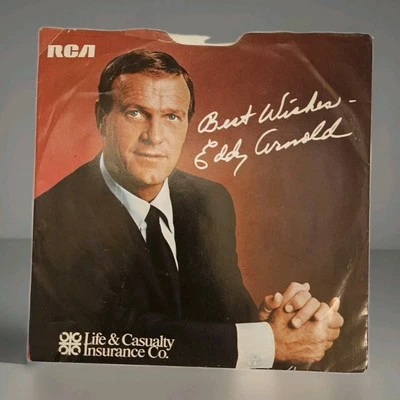 RCA
Best Wishes -
Eddy Arnold
Life & Casualty
Insurance Co.